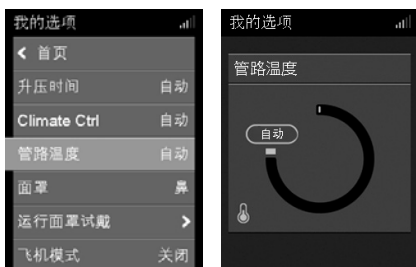 我的选项
首页
升压时间 自动
Climate Ctrl 自动
管路温度 自动
面罩 鼻
运行面罩试戴
飞机模式 关闭
我的选项
管路温度
自动